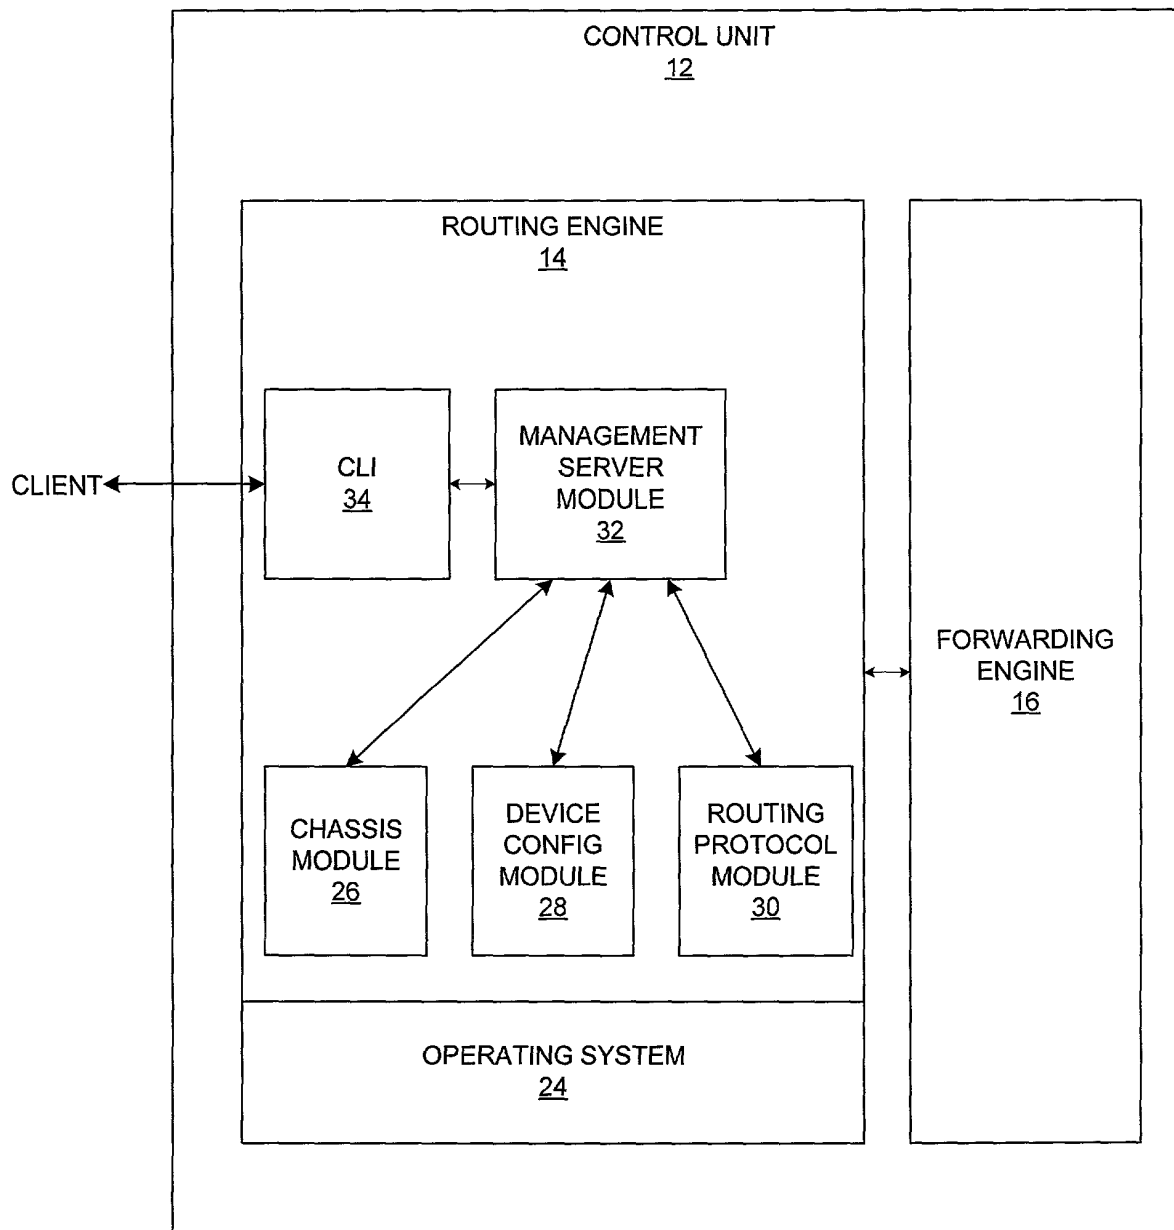 CONTROL UNIT
12
ROUTING ENGINE
14
CLIENT
CLI
34
MANAGEMENT
SERVER
MODULE
32
FORWARDING
ENGINE
16
CHASSIS
MODULE
26
DEVICE
CONFIG
MODULE
28
ROUTING
PROTOCOL
MODULE
30
OPERATING SYSTEM
24